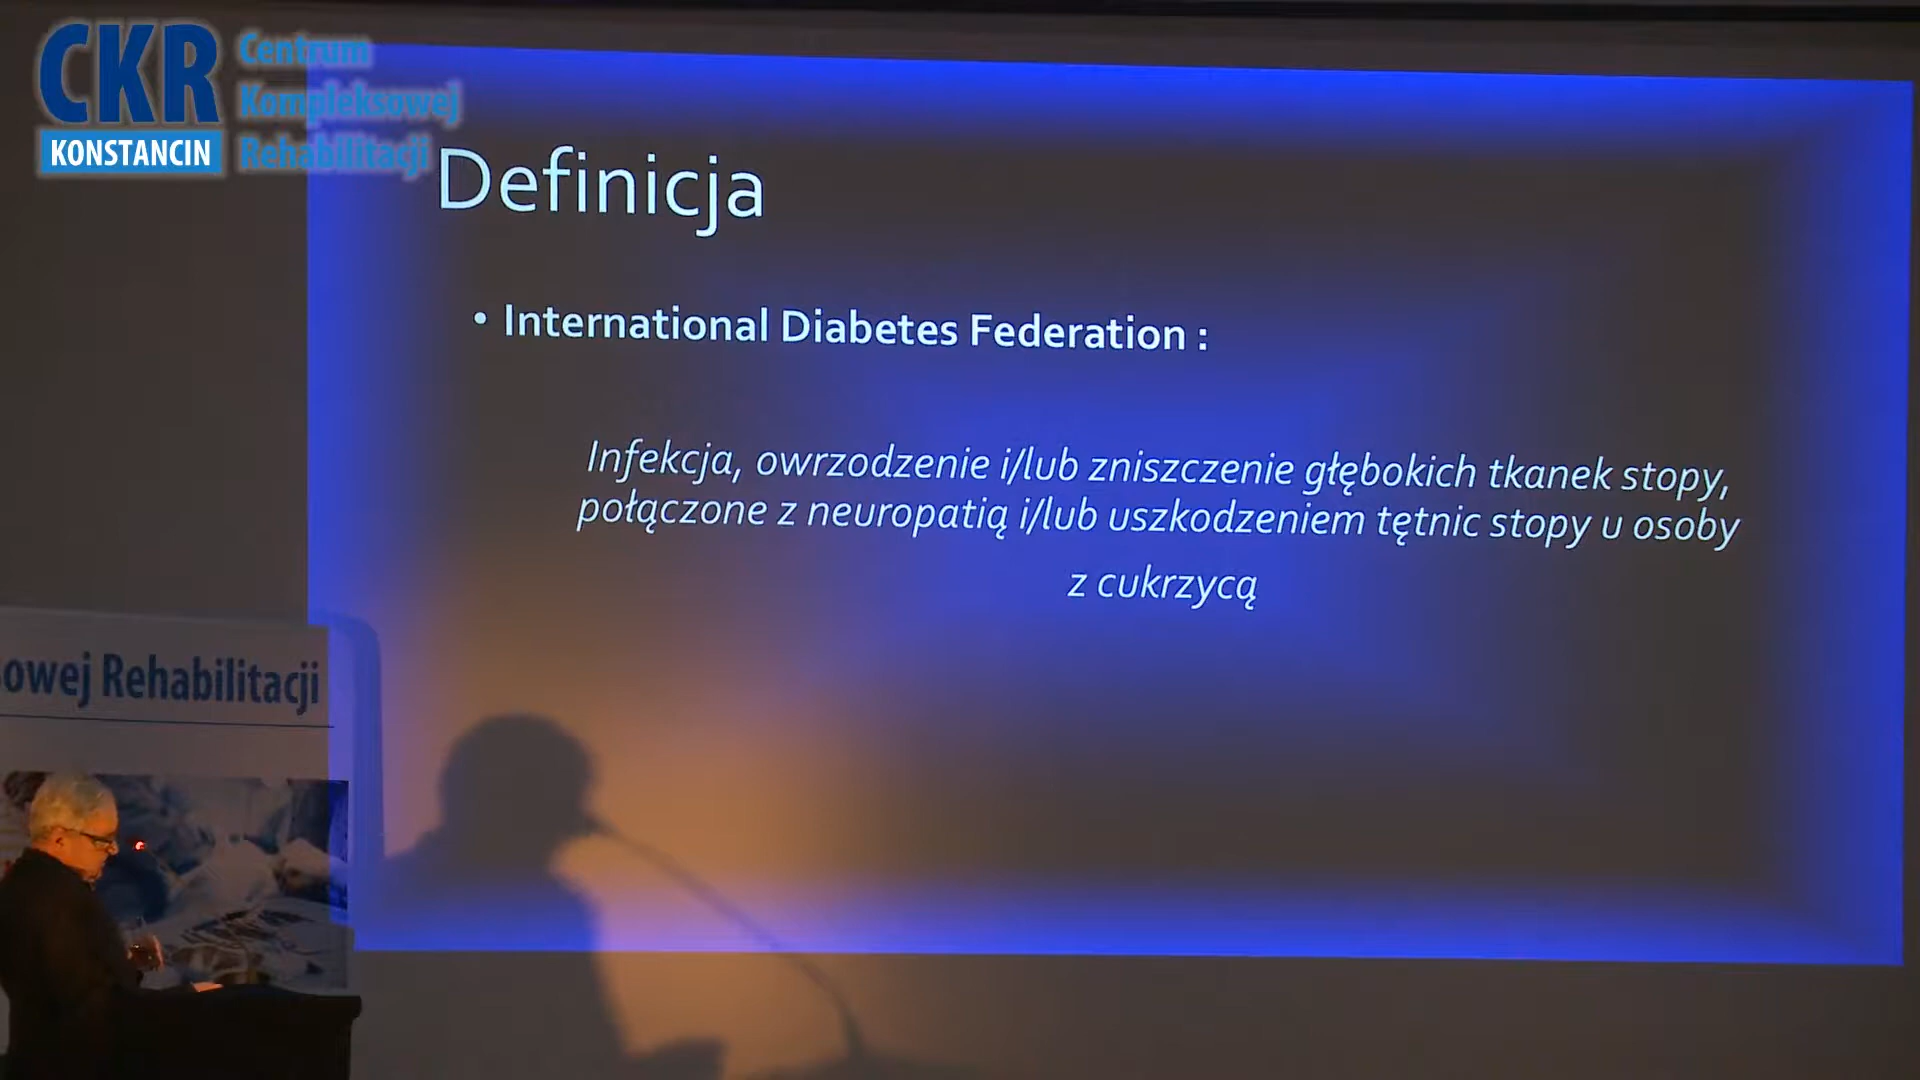 CKR
KONSTANCIN
Centrum
Kompleksowej
Rehabilitacji
Definicja
• International Diabetes Federation :
Infekcja, owrzodzenie i/lub zniszczenie głębokich tkanek stopy,
połączone z neuropatią i/lub uszkodzeniem tętnic stopy u osoby
z cukrzycą
sowej Rehabilitacji